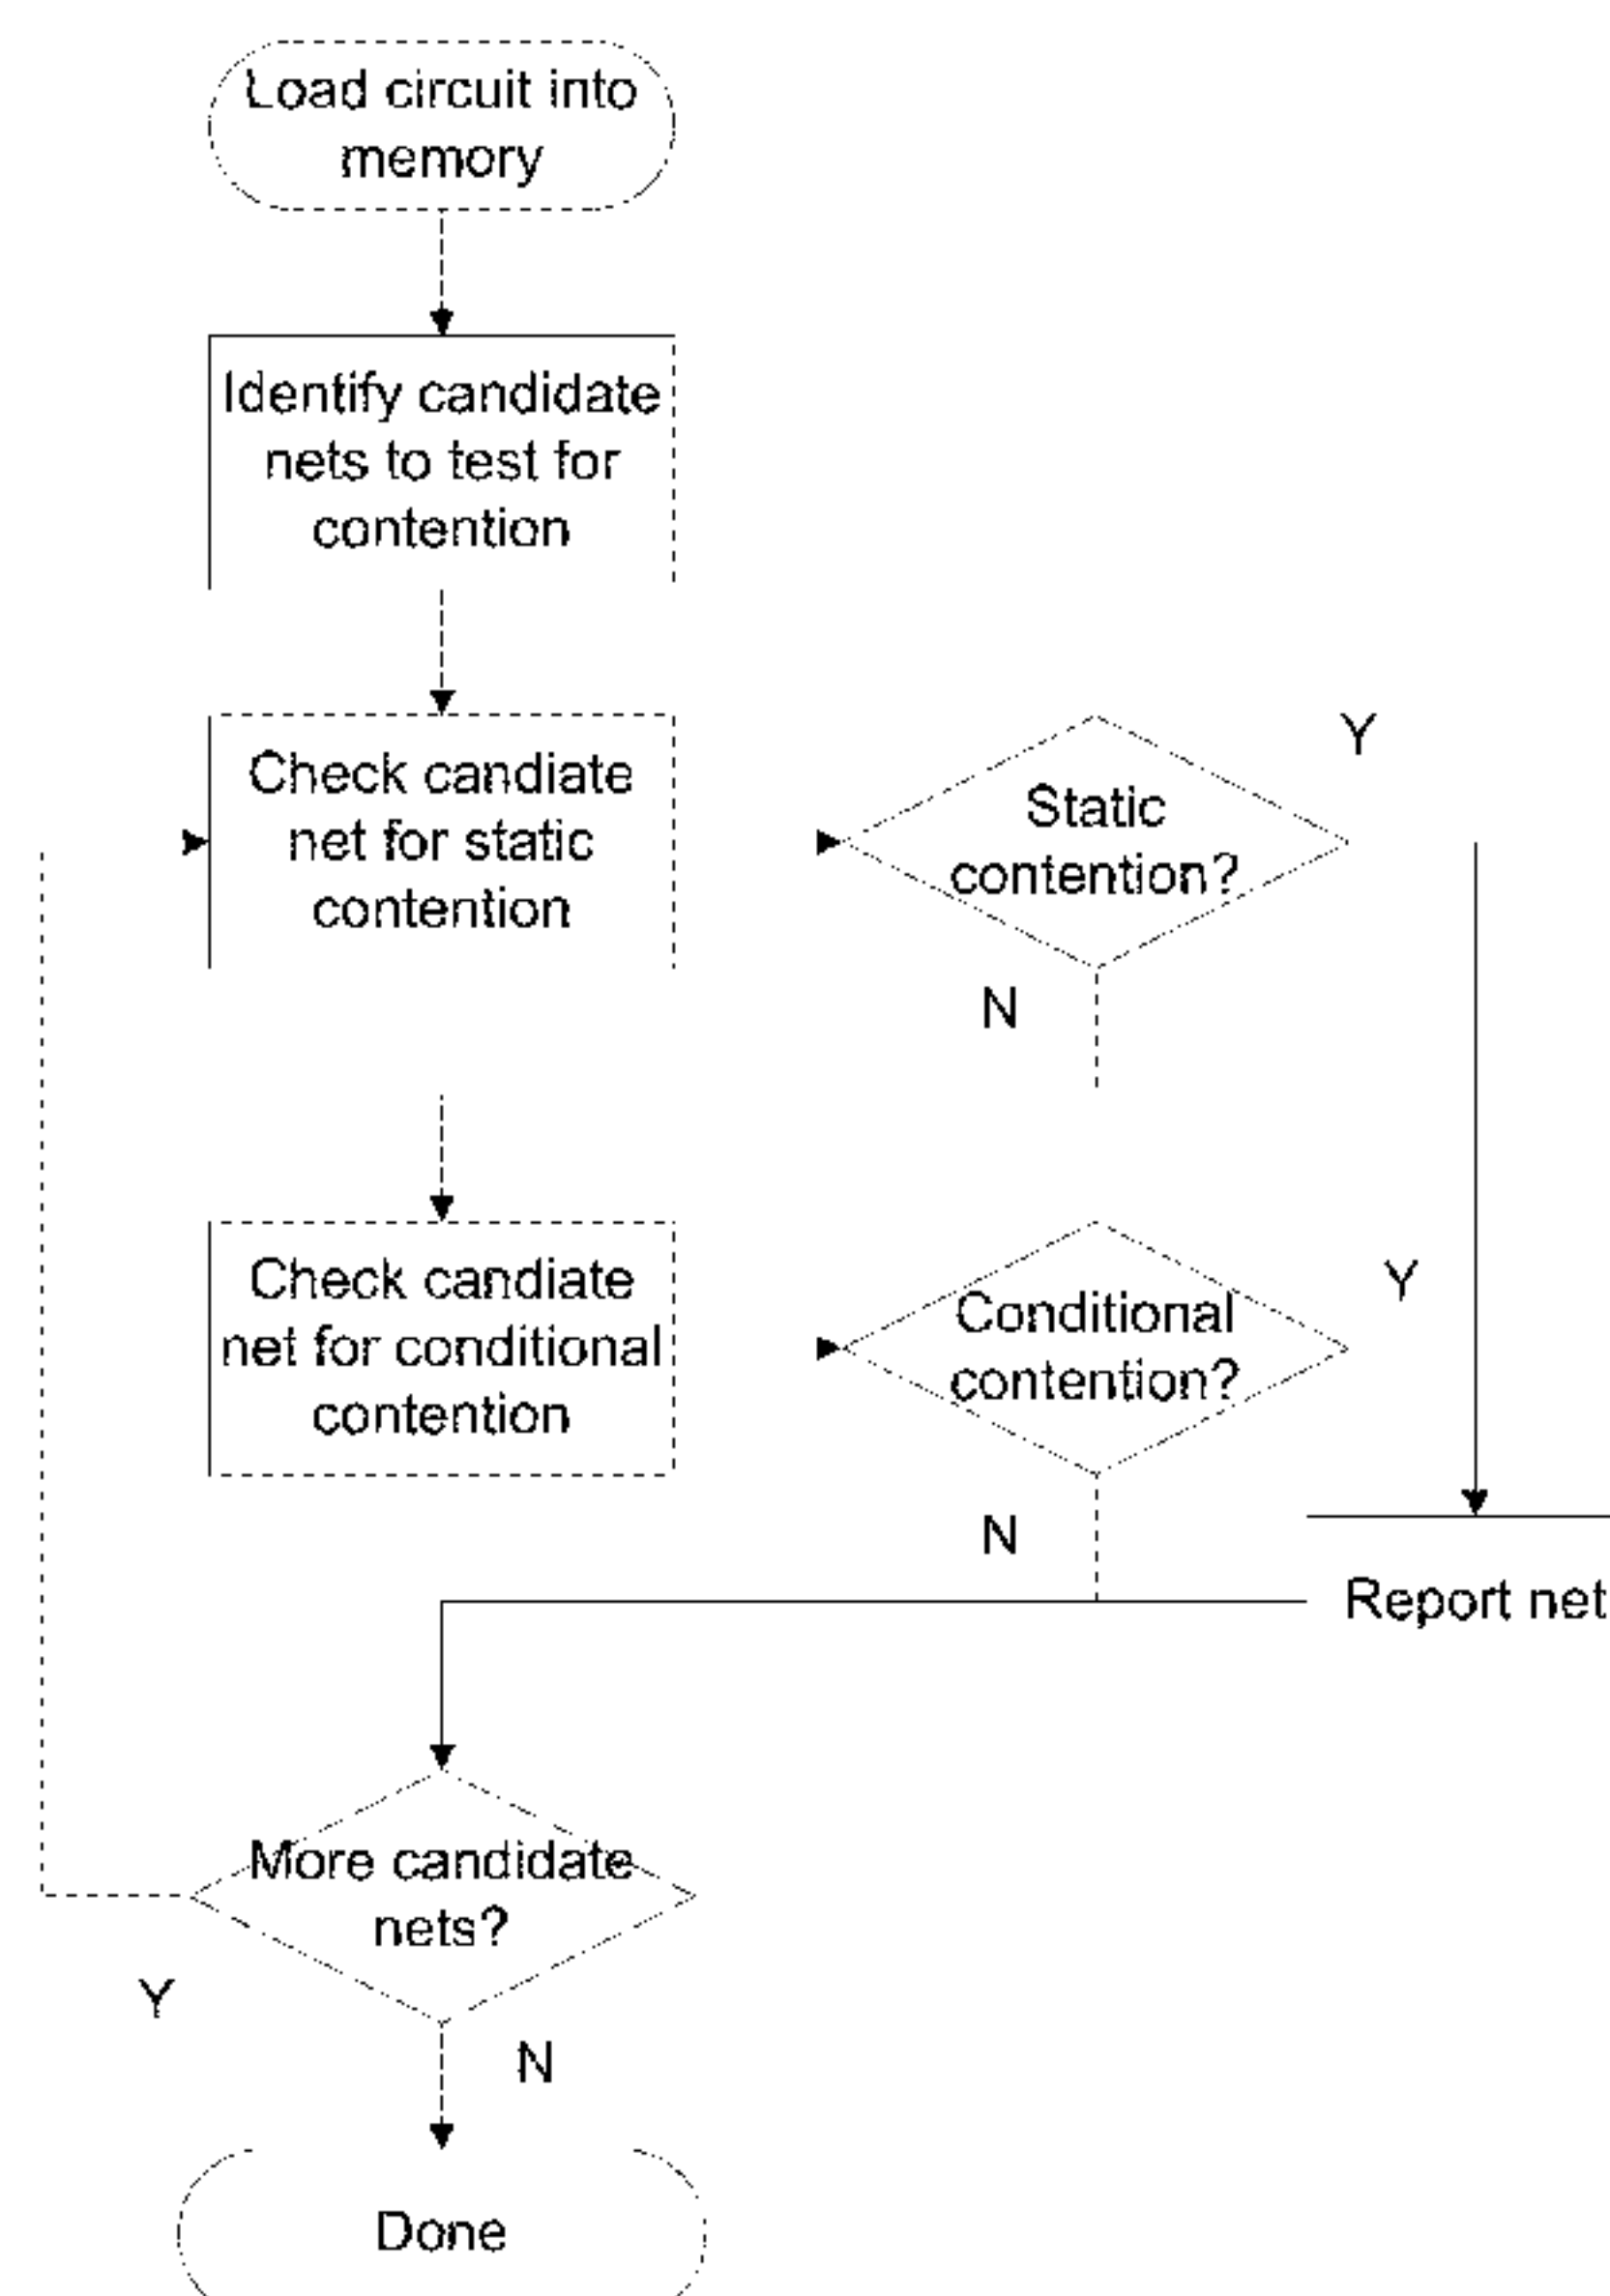 Load circuit into
memory
Identify candidate
nets to test for
contention
Check candiate
net for static
contention
Static
contention?
Y
N
Check candiate
net for conditional
contention
Conditional
contention?
Y
N
Report net
More candidate
nets?
Y
N
Done